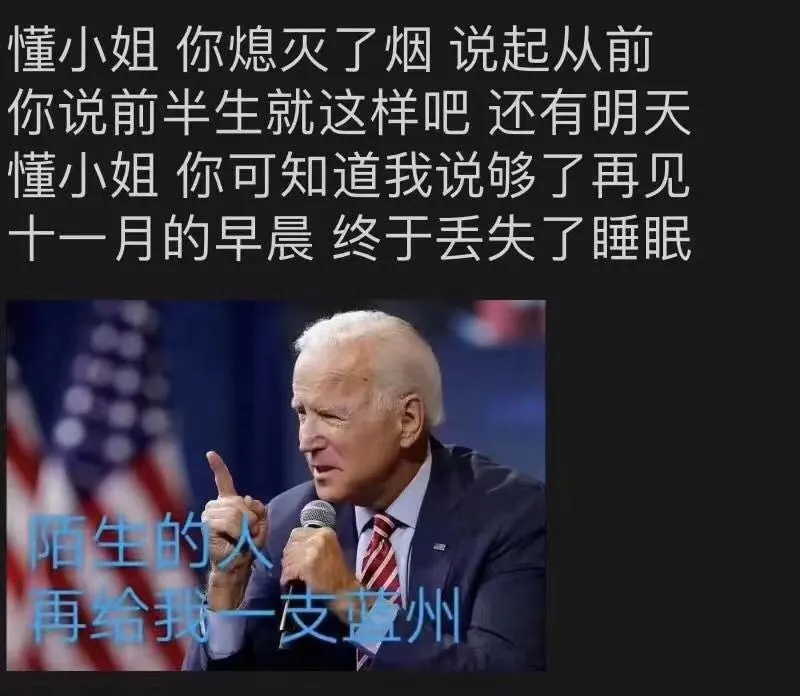 懂小姐 你熄灭了烟 说起从前
你说前半生就这样吧 还有明天
懂小姐 你可知道我说够了再见
十一月的早晨 终于丢失了睡眠
陌生的人
再给我一支蓝州